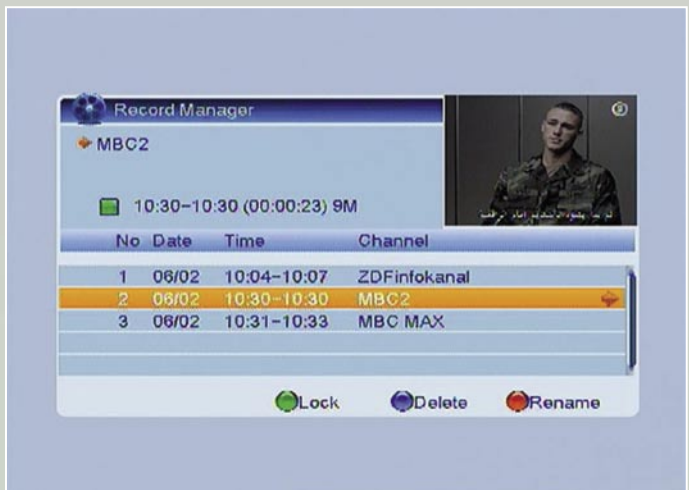 Record Manager
MBC2
10:30-10:30 (00:00:23) 9M
No Date Time Channel
1 06/02 10:04-10:07 ZDFinfokanal
2 06/02 10:30-10:30 MBC2
3 06/02 10:31-10:33 MBC MAX
Lock Delete Rename